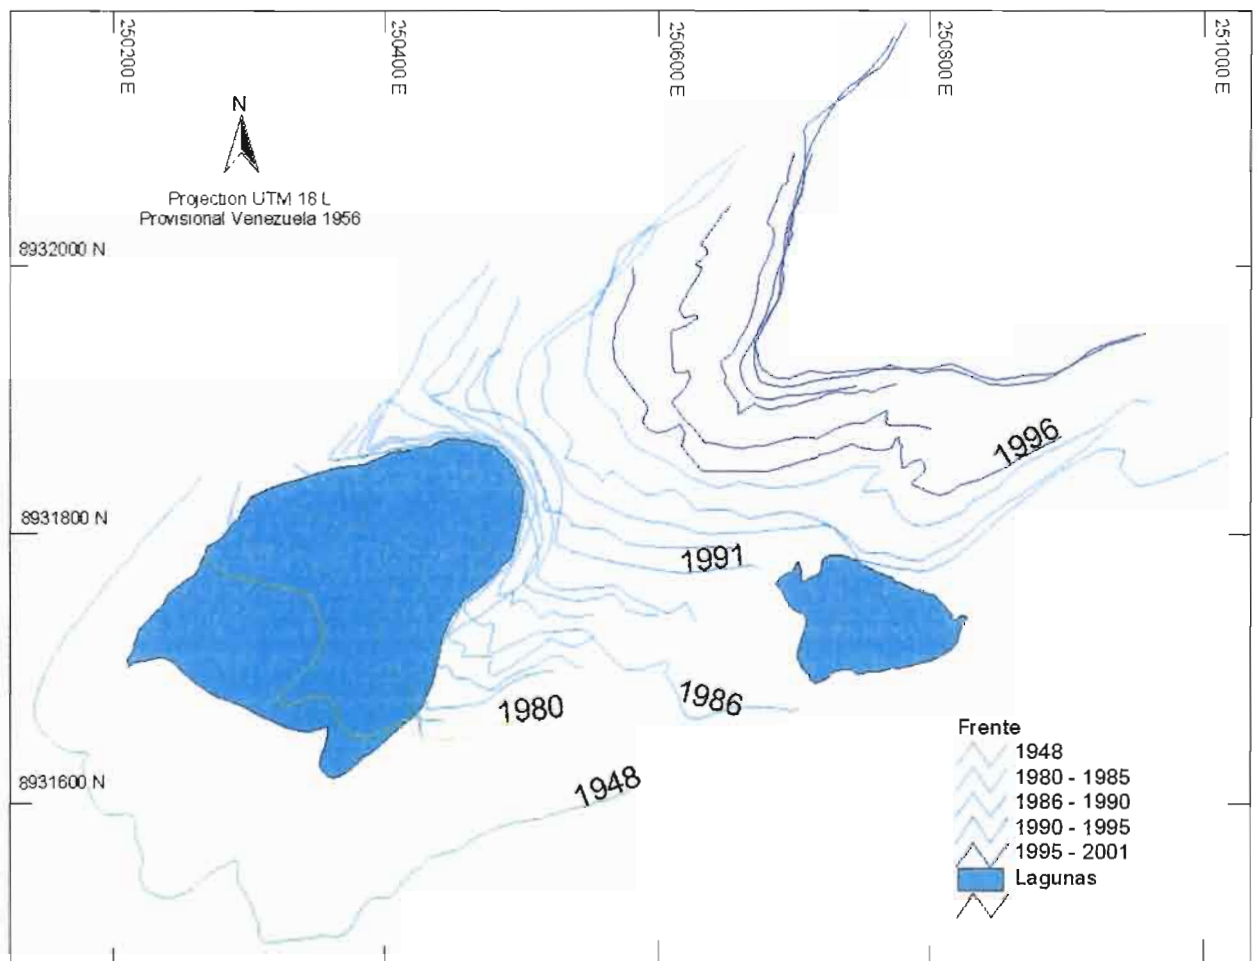 250200 E
250400 E
250600 E
250800 E
251000 E
N
Projection UTM 18 L
Provisional Venezuela 1956
8932000 N
1996
8931800 N
1991
1980
1986
8931600 N
1948
Frente
1948
1980 - 1985
1986 - 1990
1990 - 1995
1995 - 2001
Lagunas